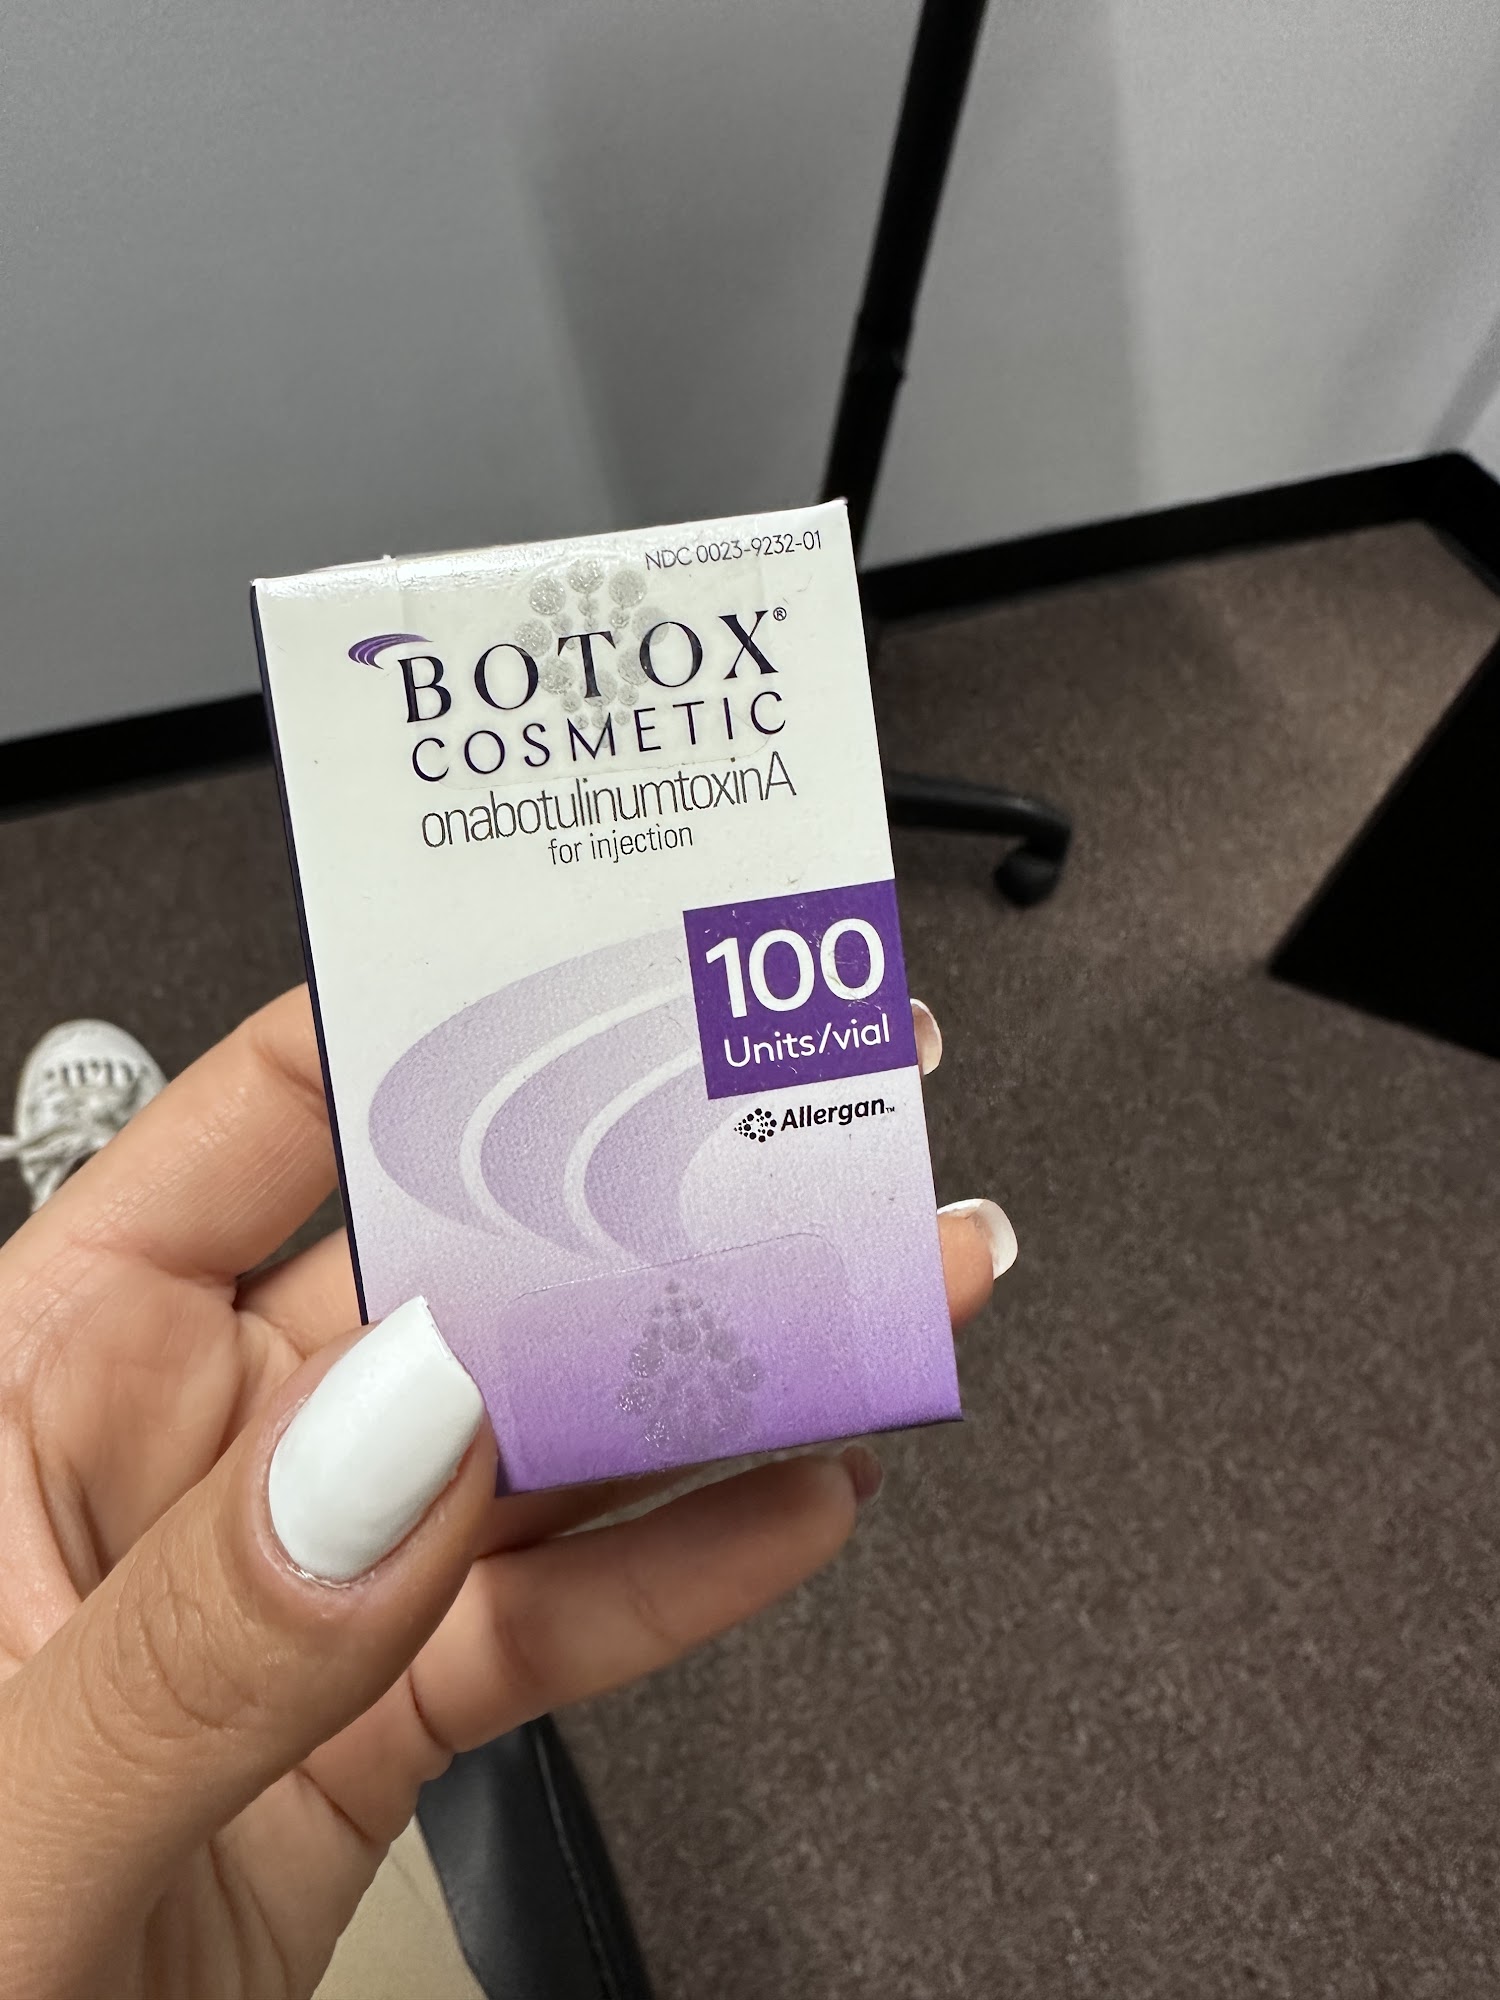 NDC 0023-9232-01
BOTOX®
COSMETIC
onabotulinumtoxinA
for injection
100
Units/vial
Allergan™